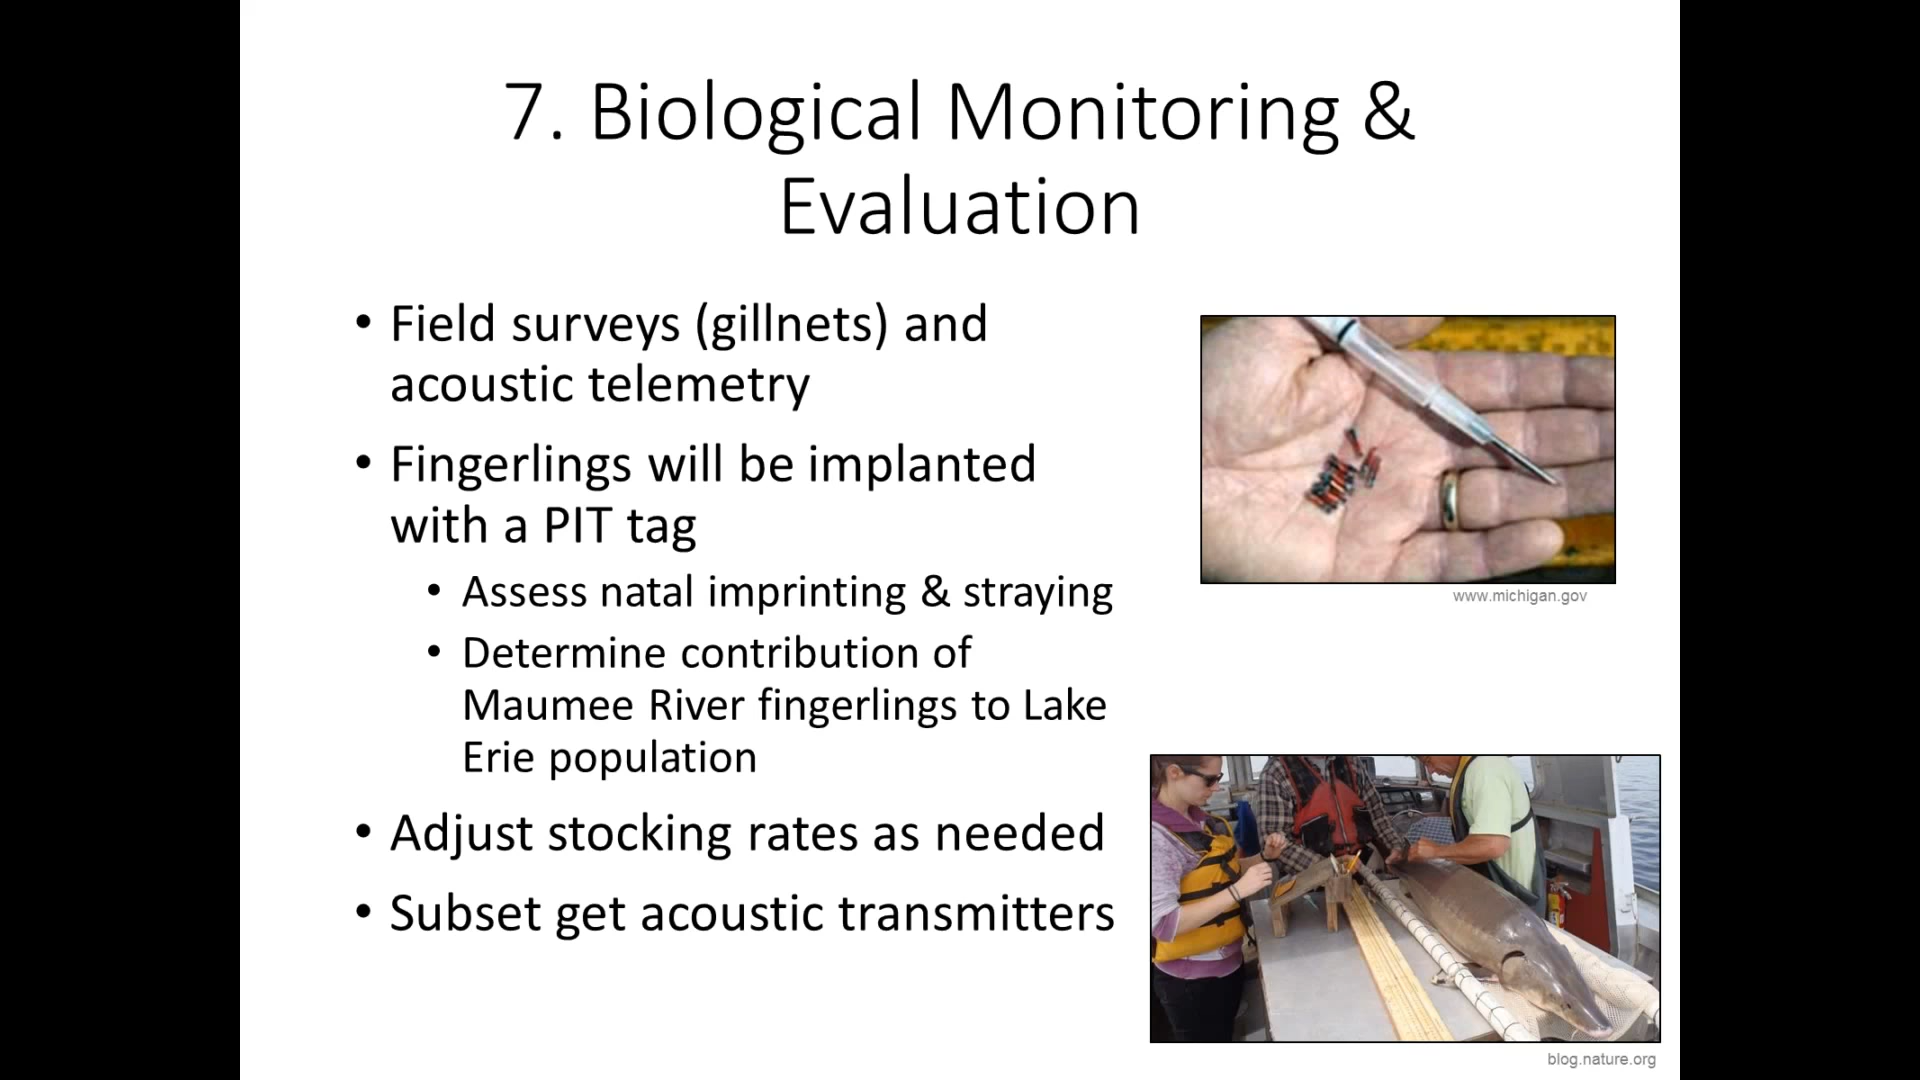 7. Biological Monitoring &
Evaluation
• Field surveys (gillnets) and
acoustic telemetry
• Fingerlings will be implanted
with a PIT tag
• Assess natal imprinting & straying
• Determine contribution of
Maumee River fingerlings to Lake
Erie population
• Adjust stocking rates as needed
• Subset get acoustic transmitters
www.michigan.gov
blog.nature.org